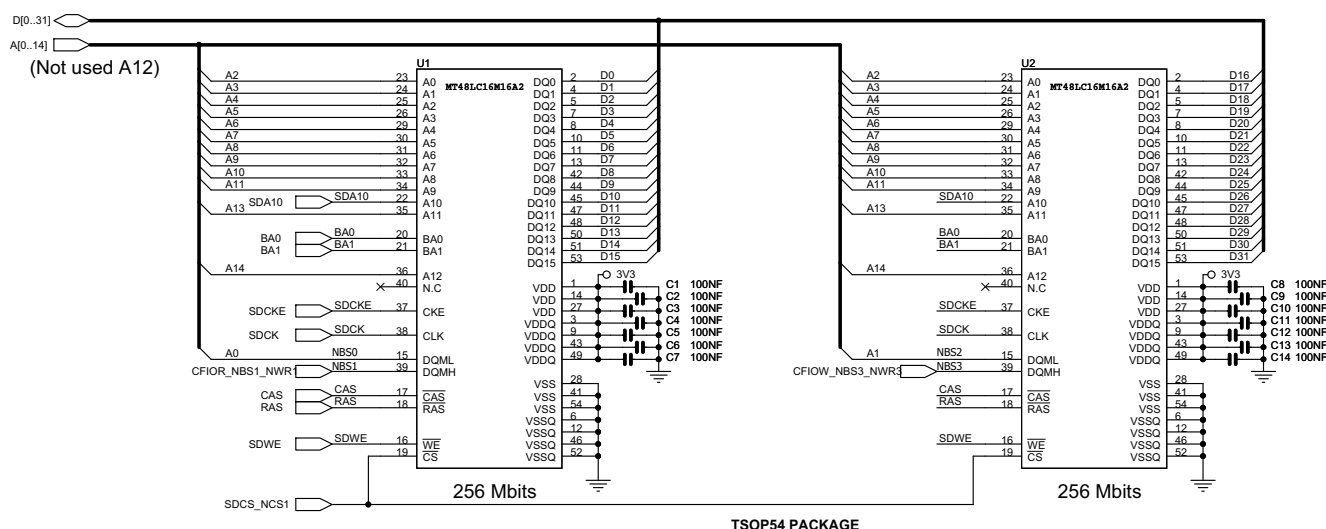 D[0..31]
A[0..14]
(Not used A12)
U1
MT48LC16M16A2
A2 23 A0 DQ0 2 D0
A3 24 A1 DQ1 4 D1
A4 25 A2 DQ2 5 D2
A5 26 A3 DQ3 7 D3
A6 29 A4 DQ4 8 D4
A7 30 A5 DQ5 10 D5
A8 31 A6 DQ6 11 D6
A9 32 A7 DQ7 13 D7
A10 33 A8 DQ8 42 D8
A11 34 A9 DQ9 44 D9
SDA10 SDA10 22 A10 DQ10 45 D10
A13 35 A11 DQ11 47 D11
DQ12 48 D12
BA0 BA0 20 BA0 DQ13 50 D13
BA1 BA1 21 BA1 DQ14 51 D14
DQ15 53 D15
A14 36 A12 3V3
40 N.C VDD 1 C1 100NF
VDD 14 C2 100NF
SDCKE SDCKE 37 CKE VDD 27 C3 100NF
VDDQ 3 C4 100NF
SDCK SDCK 38 CLK VDDQ 9 C5 100NF
VDDQ 43 C6 100NF
A0 NBS0 15 DQML VDDQ 49 C7 100NF
CFIOR_NBS1_NWR1 NBS1 39 DQMH
VSS 28
CAS CAS 17 CAS VSS 41
RAS RAS 18 RAS VSS 54
VSSQ 6
VSSQ 12
SDWE SDWE 16 WE VSSQ 46
19 CS VSSQ 52
256 Mbits
SDCS_NCS1
U2
MT48LC16M16A2
A2 23 A0 DQ0 2 D16
A3 24 A1 DQ1 4 D17
A4 25 A2 DQ2 5 D18
A5 26 A3 DQ3 7 D19
A6 29 A4 DQ4 8 D20
A7 30 A5 DQ5 10 D21
A8 31 A6 DQ6 11 D22
A9 32 A7 DQ7 13 D23
A10 33 A8 DQ8 42 D24
A11 34 A9 DQ9 44 D25
SDA10 22 A10 DQ10 45 D26
A13 35 A11 DQ11 47 D27
DQ12 48 D28
BA0 20 BA0 DQ13 50 D29
BA1 21 BA1 DQ14 51 D30
DQ15 53 D31
A14 36 A12 3V3
40 N.C VDD 1 C8 100NF
VDD 14 C9 100NF
SDCKE 37 CKE VDD 27 C10 100NF
VDDQ 3 C11 100NF
SDCK 38 CLK VDDQ 9 C12 100NF
VDDQ 43 C13 100NF
A1 NBS2 15 DQML VDDQ 49 C14 100NF
CFIOW_NBS3_NWR3 NBS3 39 DQMH
VSS 28
CAS 17 CAS VSS 41
RAS 18 RAS VSS 54
VSSQ 6
VSSQ 12
SDWE 16 WE VSSQ 46
19 CS VSSQ 52
256 Mbits
TSOP54 PACKAGE